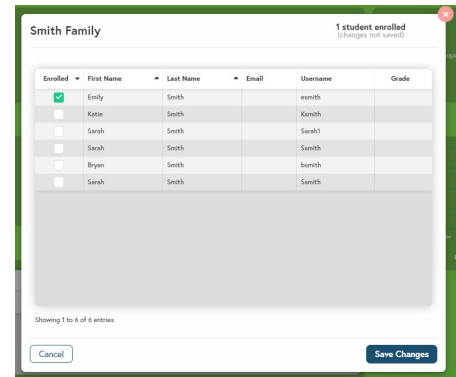 Smith Family
1 student enrolled
(changes not saved)
Enrolled First Name Last Name Email Username Grade
Emily Smith esmith
Katie Smith Ksmith
Sarah Smith Sarah1
Sarah Smith Ssmith
Bryan Smith bsmith
Sarah Smith Ssmith
Showing 1 to 6 of 6 entries
Cancel Save Changes